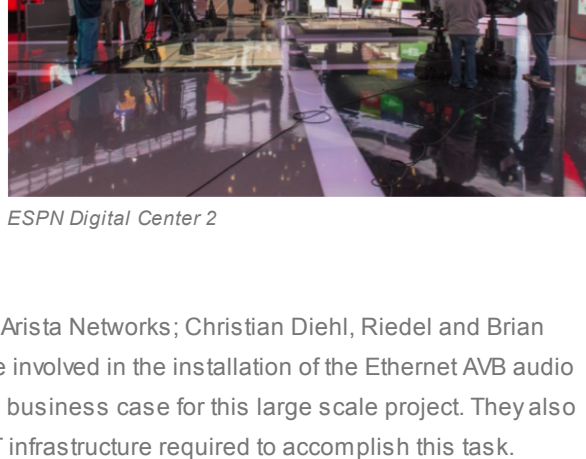 ESPN Digital Center 2
Arista Networks; Christian Diehl, Riedel and Brian
involved in the installation of the Ethernet AVB audio
business case for this large scale project. They also
infrastructure required to accomplish this task.